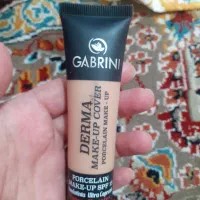 GABRINI
DERMA
MAKE-UP COVER
PORCELAIN MAKE-UP
PORCELAIN
MAKE-UP SPF